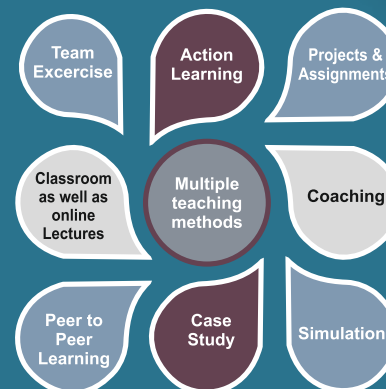 Team
Excercise
Action
Learning
Projects &
Assignments
Classroom
as well as
online
Lectures
Multiple
teaching
methods
Coaching
Peer to
Peer
Learning
Case
Study
Simulation